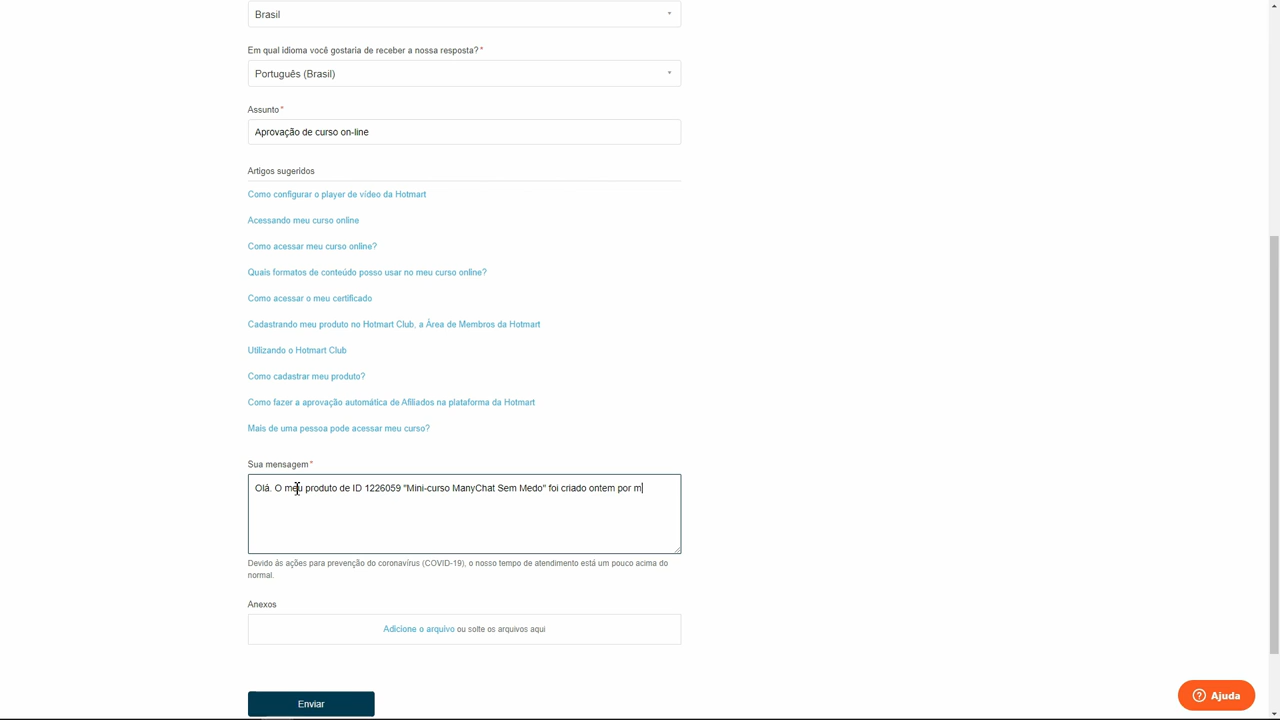 Brasil
Em qual idioma você gostaria de receber a nossa resposta?*
Português (Brasil)
Assunto*
Aprovação de curso on-line
Artigos sugeridos
Como configurar o player de vídeo da Hotmart
Acessando meu curso online
Como acessar meu curso online?
Quais formatos de conteúdo posso usar no meu curso online?
Como acessar o meu certificado
Cadastrando meu produto no Hotmart Club, a Área de Membros da Hotmart
Utilizando o Hotmart Club
Como cadastrar meu produto?
Como fazer a aprovação automática de Afiliados na plataforma da Hotmart
Mais de uma pessoa pode acessar meu curso?
Sua mensagem*
Olá. O meu produto de ID 1226059 "Mini-curso ManyChat Sem Medo" foi criado ontem por m
Devido às ações para prevenção do coronavírus (COVID-19), o nosso tempo de atendimento está um pouco acima do
normal.
Anexos
Adicione o arquivo ou solte os arquivos aqui
Enviar
Ajuda